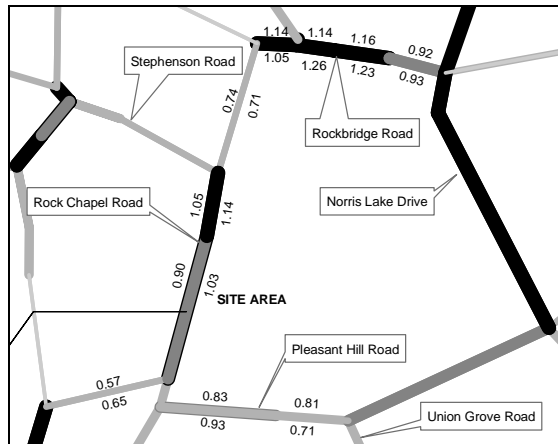 1.14 1.14 1.16 0.92
1.05 1.26 1.23 0.93
Stephenson Road
0.74 0.71
Rockbridge Road
Rock Chapel Road
1.05 1.14
Norris Lake Drive
0.90 1.03
SITE AREA
Pleasant Hill Road
0.57
0.65
0.83 0.81
0.93 0.71
Union Grove Road